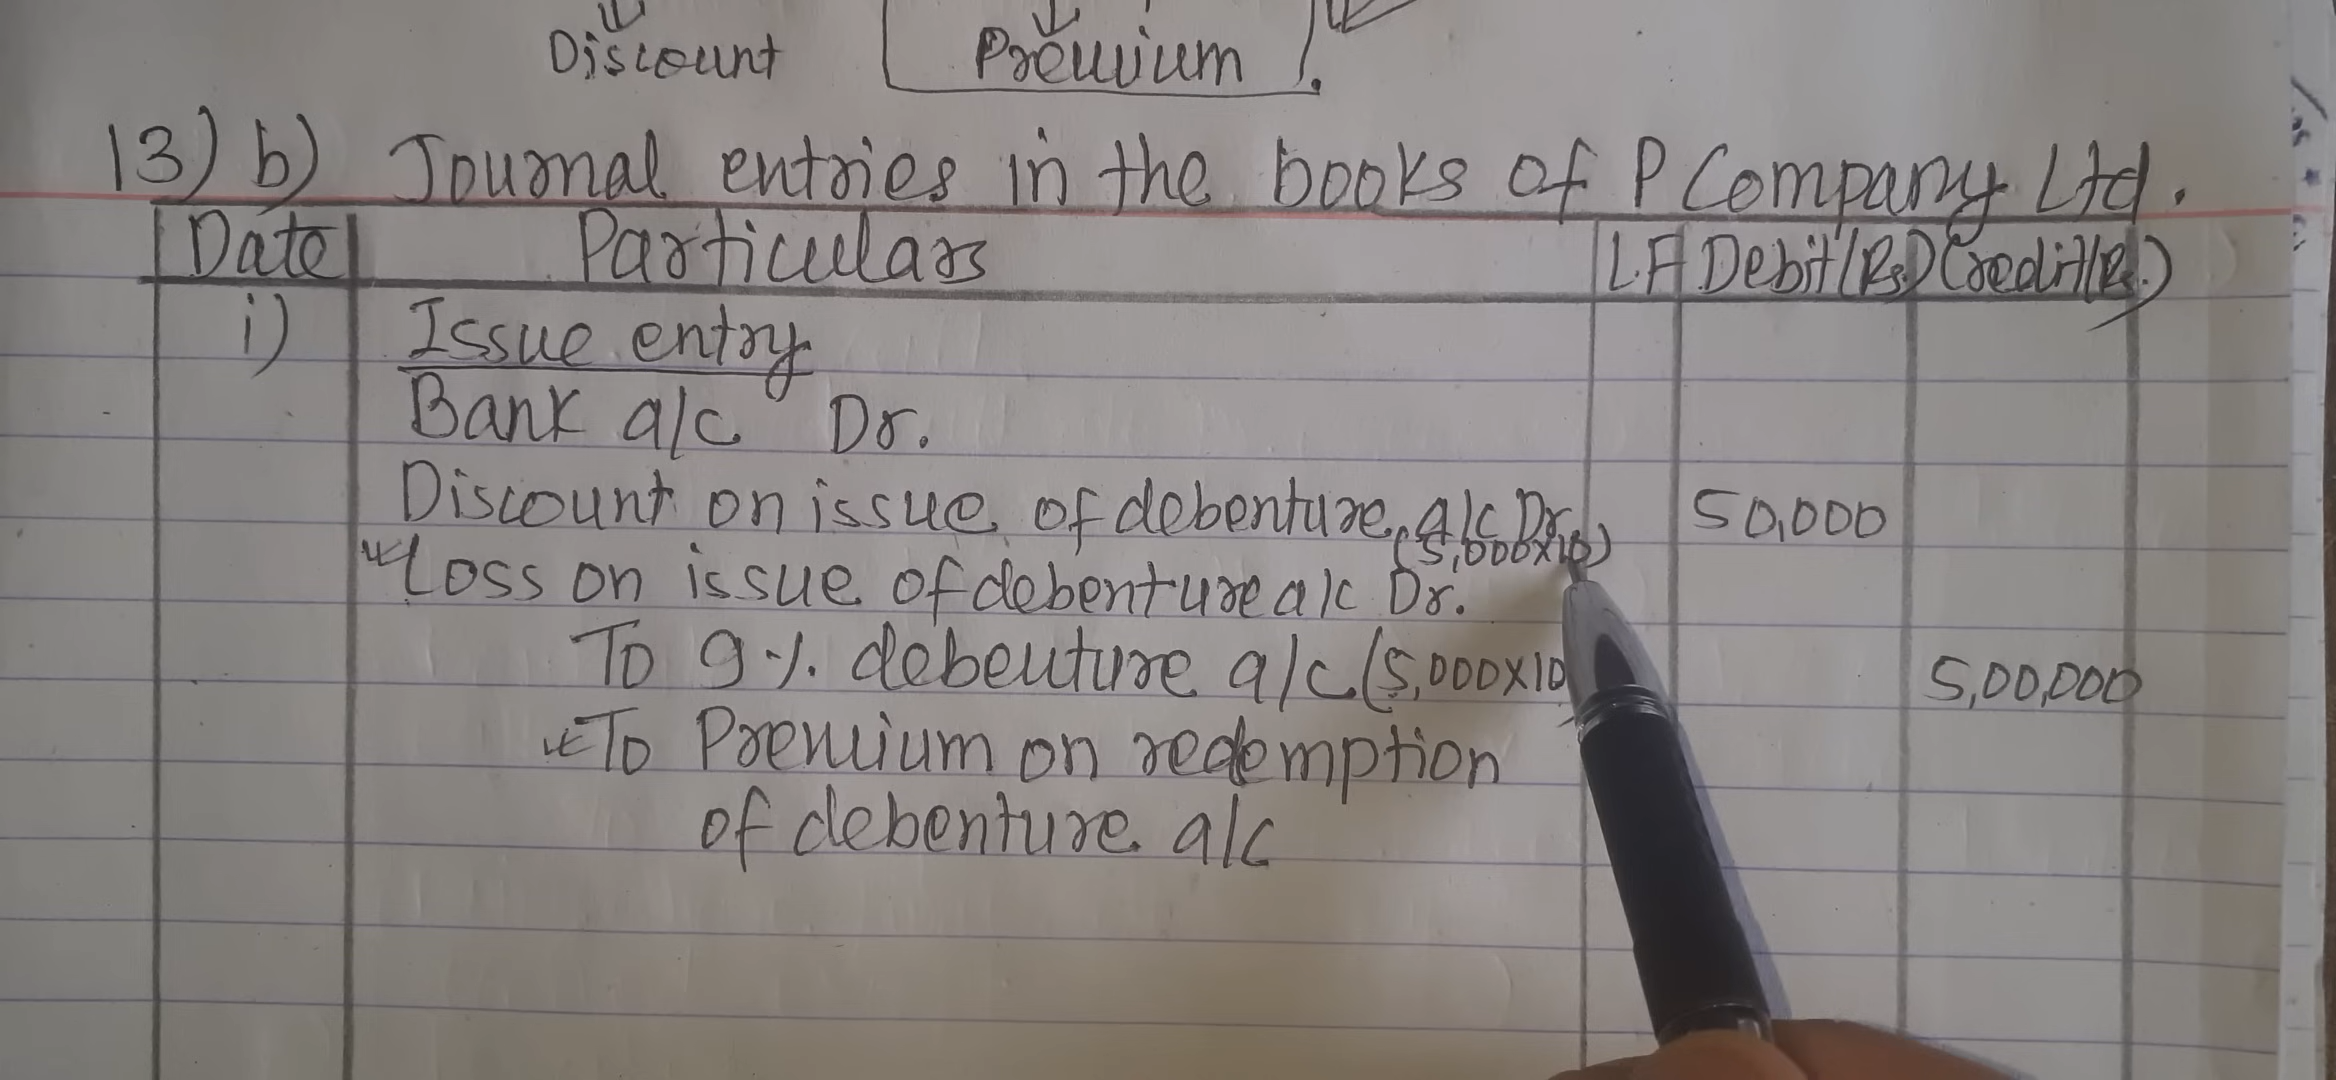 Discount Premium
13) b) Journal entries in the books of P Company Ltd.
Date Particulars L.F Debit(Rs) Credit(Rs.)
i) Issue entry
Bank a/c Dr.
Discount on issue of debenture a/c Dr. 50,000
(5,000×10)
Loss on issue of debenture a/c Dr.
To 9% debenture a/c (5,000×10 5,00,000
To Premium on redemption
of debenture a/c